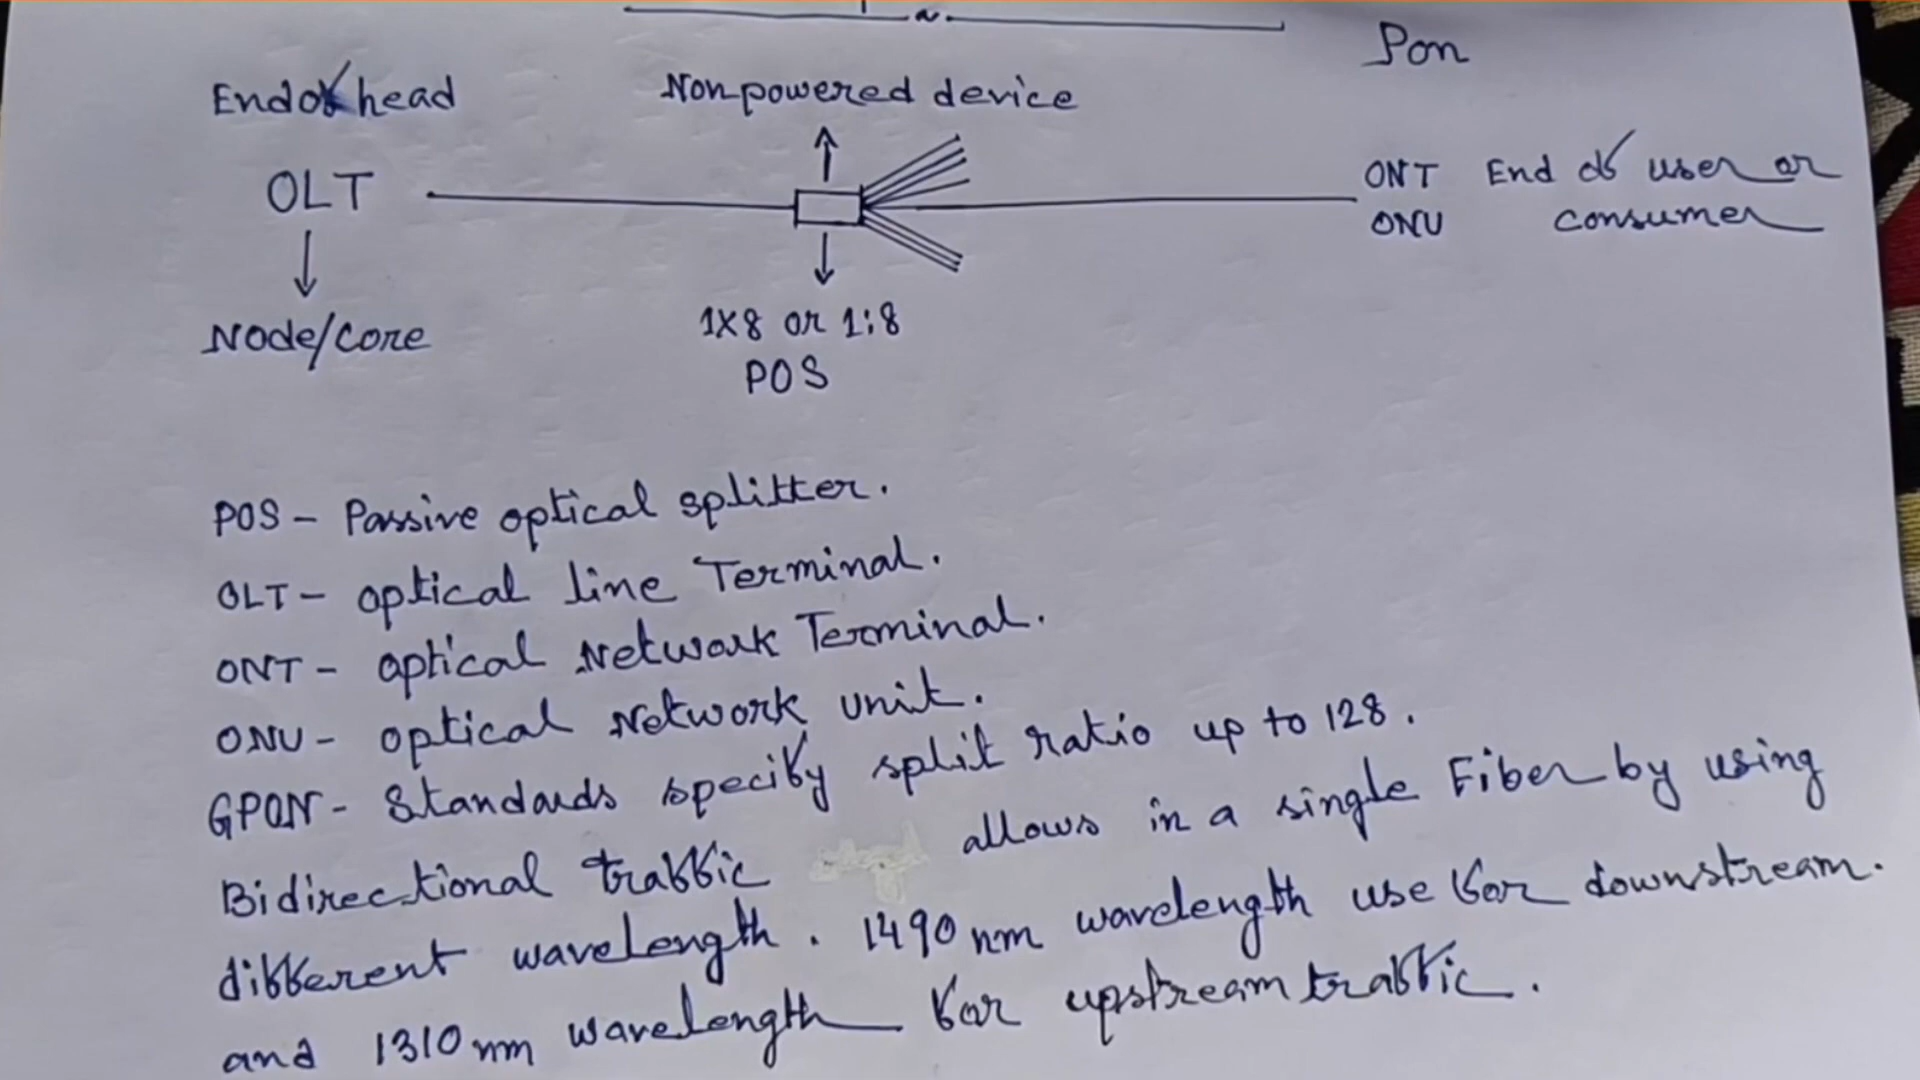 Pon
End of head
Non powered device
OLT
ONT End of user or
ONU consumer
Node/core
1X8 or 1:8
POS
POS - Passive optical splitter.
OLT - optical line Terminal.
ONT - optical Network Terminal.
ONU - optical Network unit.
GPON - Standards specify split ratio up to 128.
Bidirectional traffic allows in a single Fiber by using
different wavelength. 1490 nm wavelength use for downstream.
and 1310 nm wavelength for upstream traffic.